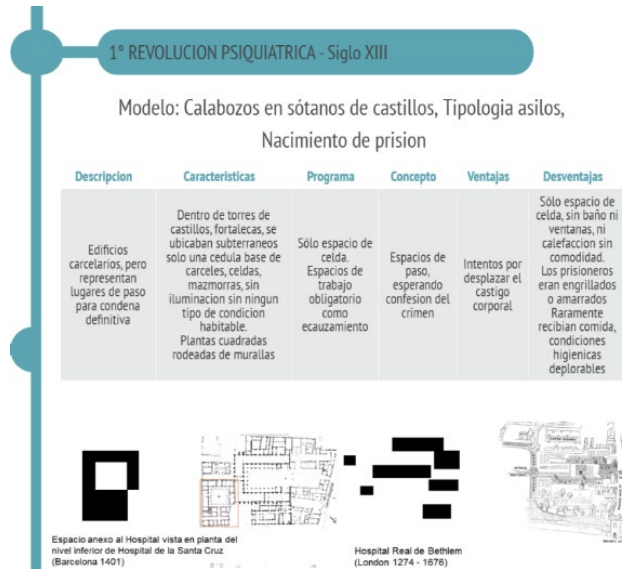 1° REVOLUCION PSIQUIATRICA - Siglo XIII
Modelo: Calabozos en sótanos de castillos, Tipologia asilos,
Nacimiento de prision
Descripcion
Edificios
carcelarios, pero
representan
lugares de paso
para condena
definitiva
Caracteristicas
Dentro de torres de
castillos, fortalecas, se
ubicaban subterraneos
solo una cedula base de
carceles, celdas,
mazmorras, sin
iluminacion sin ningun
tipo de condicion
habitable.
Plantas cuadradas
rodeadas de murallas
Programa
Sólo espacio de
celda.
Espacios de
trabajo
obligatorio
como
ecauzamiento
Concepto
Espacios de
paso,
esperando
confesion del
crimen
Ventajas
Intentos por
desplazar el
castigo
corporal
Desventajas
Sólo espacio de
celda, sin baño ni
ventanas, ni
calefaccion sin
comodidad.
Los prisioneros
eran engrillados
o amarrados
Raramente
recibian comida,
condiciones
higienicas
deplorables
Espacio anexo al Hospital vista en planta del
nivel inferior de Hospital de la Santa Cruz
(Barcelona 1401)
Hospital Real de Bethlem
(London 1274 - 1676)